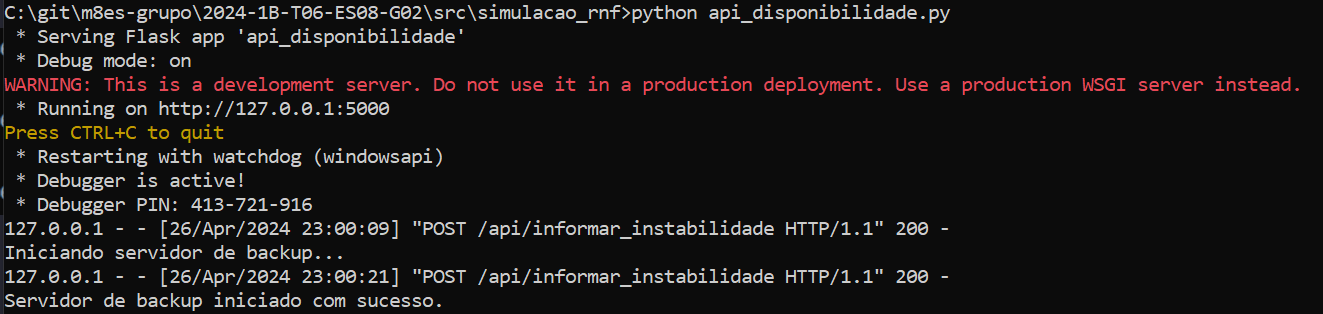 C:\git\m8es-grupo\2024-1B-T06-ES08-G02\src\simulacao_rnf>python api_disponibilidade.py
* Serving Flask app 'api_disponibilidade'
* Debug mode: on
WARNING: This is a development server. Do not use it in a production deployment. Use a production WSGI server instead.
* Running on http://127.0.0.1:5000
Press CTRL+C to quit
* Restarting with watchdog (windowsapi)
* Debugger is active!
* Debugger PIN: 413-721-916
127.0.0.1 - - [26/Apr/2024 23:00:09] "POST /api/informar_instabilidade HTTP/1.1" 200 -
Iniciando servidor de backup...
127.0.0.1 - - [26/Apr/2024 23:00:21] "POST /api/informar_instabilidade HTTP/1.1" 200 -
Servidor de backup iniciado com sucesso.